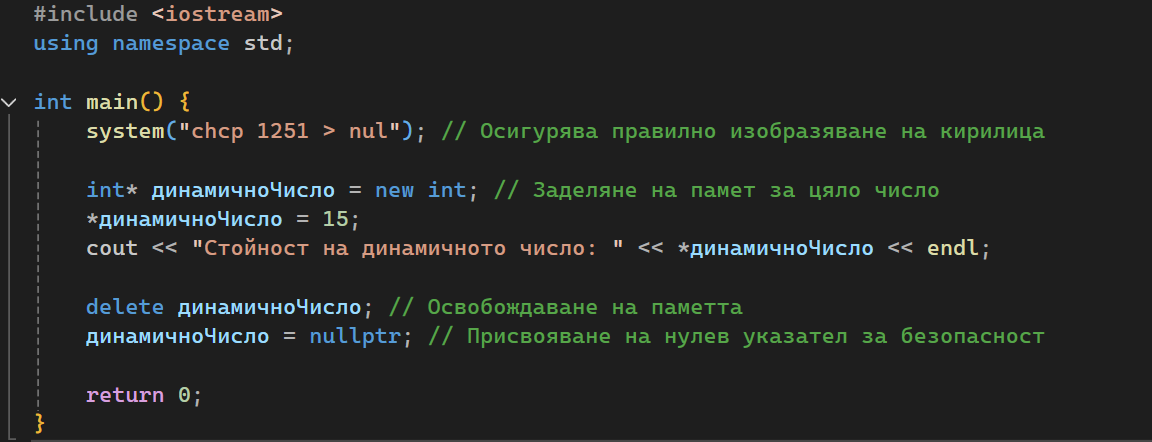 #include <iostream>
using namespace std;
int main() {
system("chcp 1251 > nul"); // Осигурява правилно изобразяване на кирилица
int* динамичноЧисло = new int; // Заделяне на памет за цяло число
*динамичноЧисло = 15;
cout << "Стойност на динамичното число: " << *динамичноЧисло << endl;
delete динамичноЧисло; // Освобождаване на паметта
динамичноЧисло = nullptr; // Присвояване на нулев указател за безопасност
return 0;
}